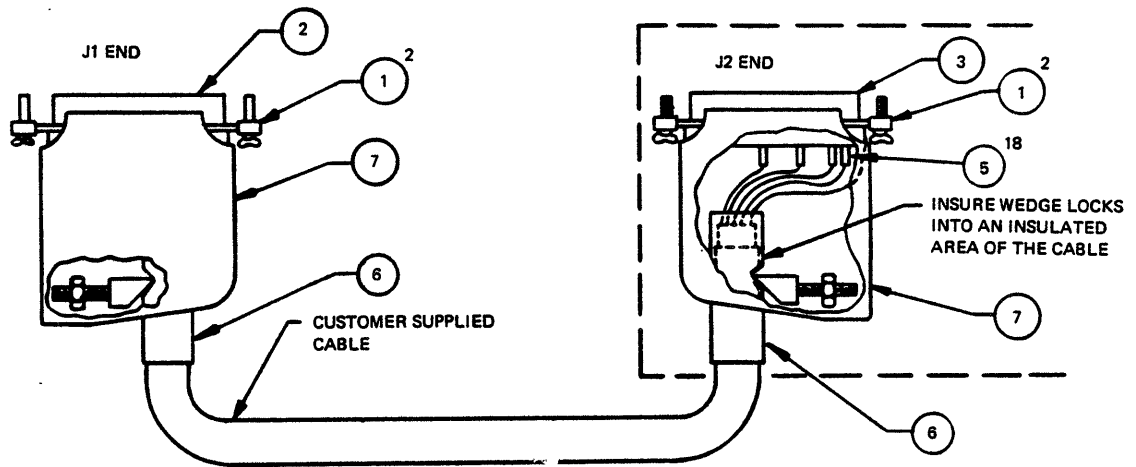 J1 END
2
1
2
7
6
CUSTOMER SUPPLIED
CABLE
J2 END
3
1
2
5
18
INSURE WEDGE LOCKS
INTO AN INSULATED
AREA OF THE CABLE
7
6